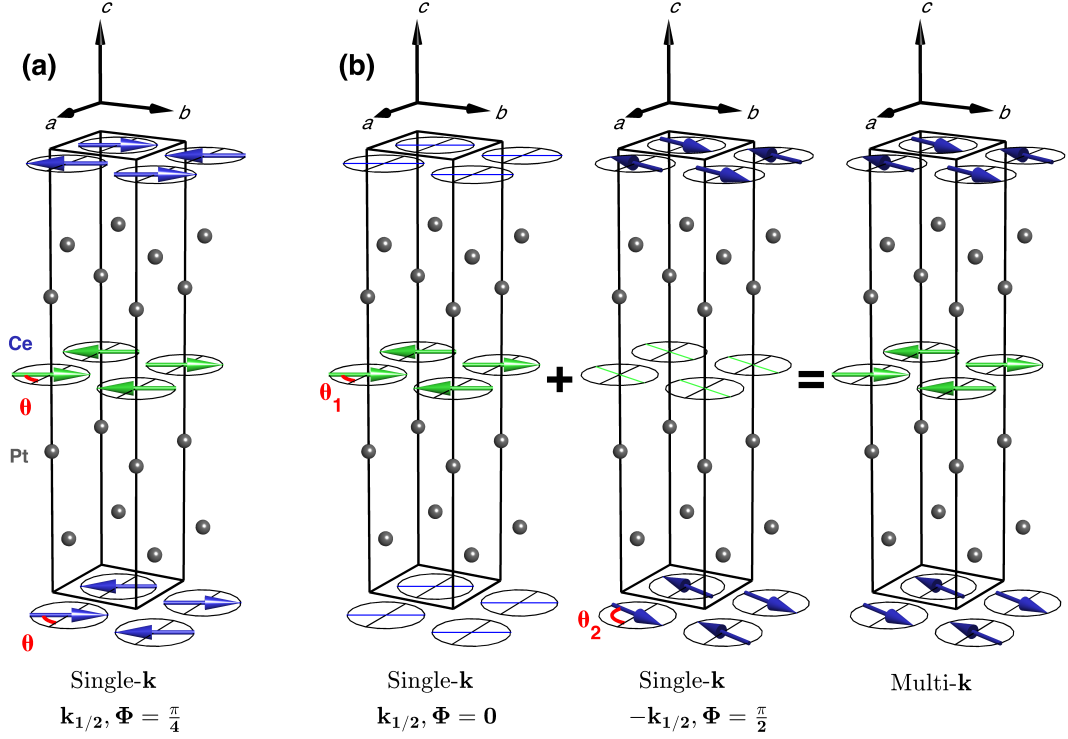 c c c
(a) (b)
a b a b a b
Ce
θ θ₁ + =
Pt
θ θ₂
Single-k Single-k Single-k Multi-k
k₁/₂, Φ = π/4 k₁/₂, Φ = 0 −k₁/₂, Φ = π/2